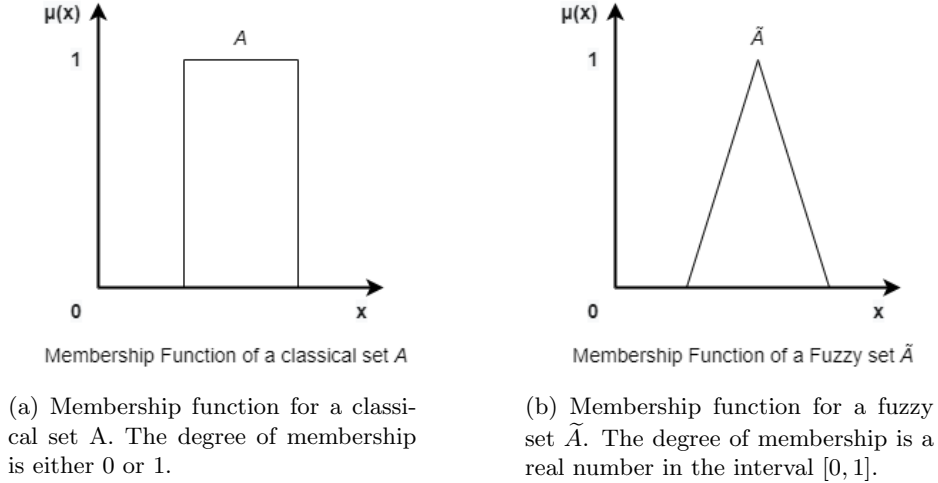 μ(x)
A
1
0
x
Membership Function of a classical set A
(a) Membership function for a classi-
cal set A. The degree of membership
is either 0 or 1.
μ(x)
Ã
1
0
x
Membership Function of a Fuzzy set Ã
(b) Membership function for a fuzzy
set Ã. The degree of membership is a
real number in the interval [0, 1].